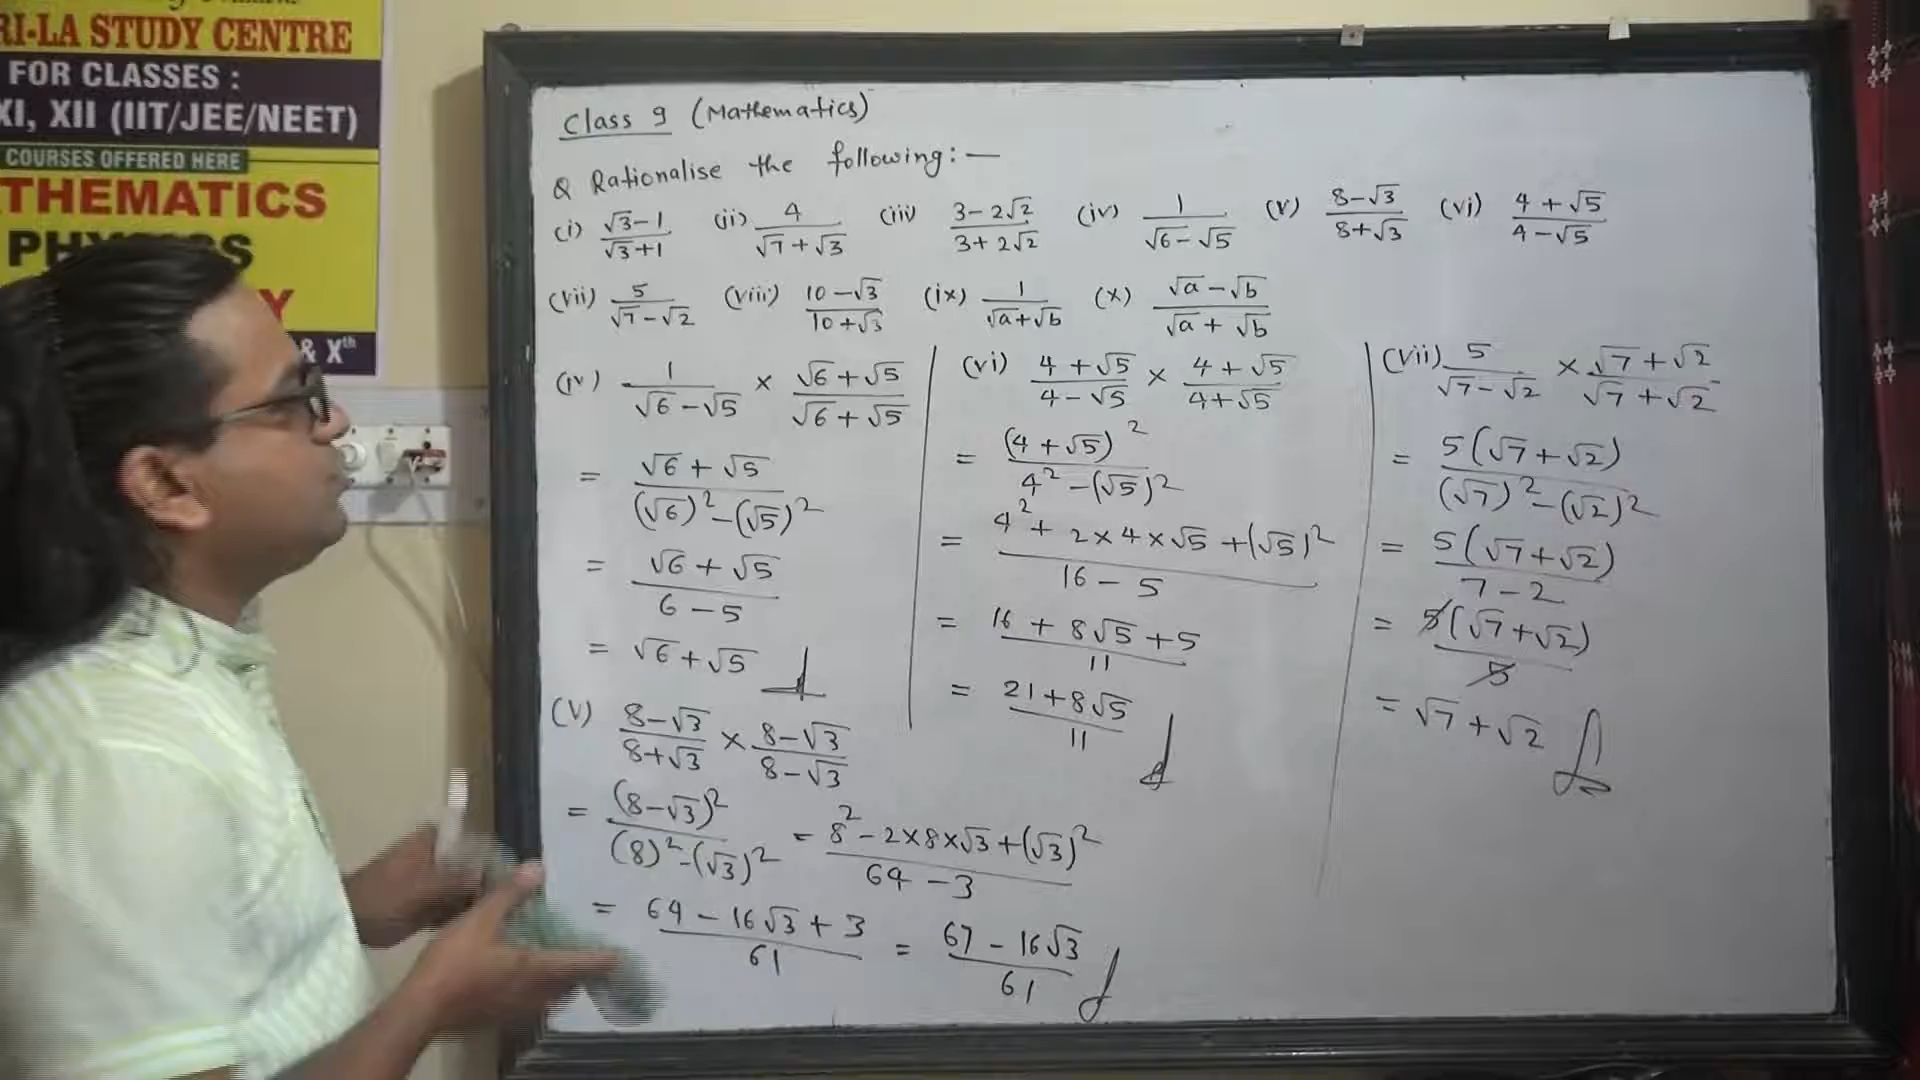 RI-LA STUDY CENTRE
FOR CLASSES :
XI, XII (IIT/JEE/NEET)
COURSES OFFERED HERE
THEMATICS
& Xth
Class 9 (Mathematics)
Q Rationalise the following:—
(i) (√3-1)/(√3+1) (ii) 4/(√7+√3) (iii) (3-2√2)/(3+2√2) (iv) 1/(√6-√5) (v) (8-√3)/(8+√3) (vi) (4+√5)/(4-√5)
(vii) 5/(√7-√2) (viii) (10-√3)/(10+√3) (ix) 1/(√a+√b) (x) (√a-√b)/(√a+√b)
(iv) 1/(√6-√5) × (√6+√5)/(√6+√5)
= (√6+√5)/((√6)²-(√5)²)
= (√6+√5)/(6-5)
= √6+√5
(v) (8-√3)/(8+√3) × (8-√3)/(8-√3)
= (8-√3)²/((8)²-(√3)²) = (8²-2×8×√3+(√3)²)/(64-3)
= (64-16√3+3)/61 = (67-16√3)/61
(vi) (4+√5)/(4-√5) × (4+√5)/(4+√5)
= (4+√5)²/(4²-(√5)²)
= (4²+2×4×√5+(√5)²)/(16-5)
= (16+8√5+5)/11
= (21+8√5)/11
(vii) 5/(√7-√2) × (√7+√2)/(√7+√2)
= 5(√7+√2)/((√7)²-(√2)²)
= 5(√7+√2)/(7-2)
= 5(√7+√2)/5
= √7+√2